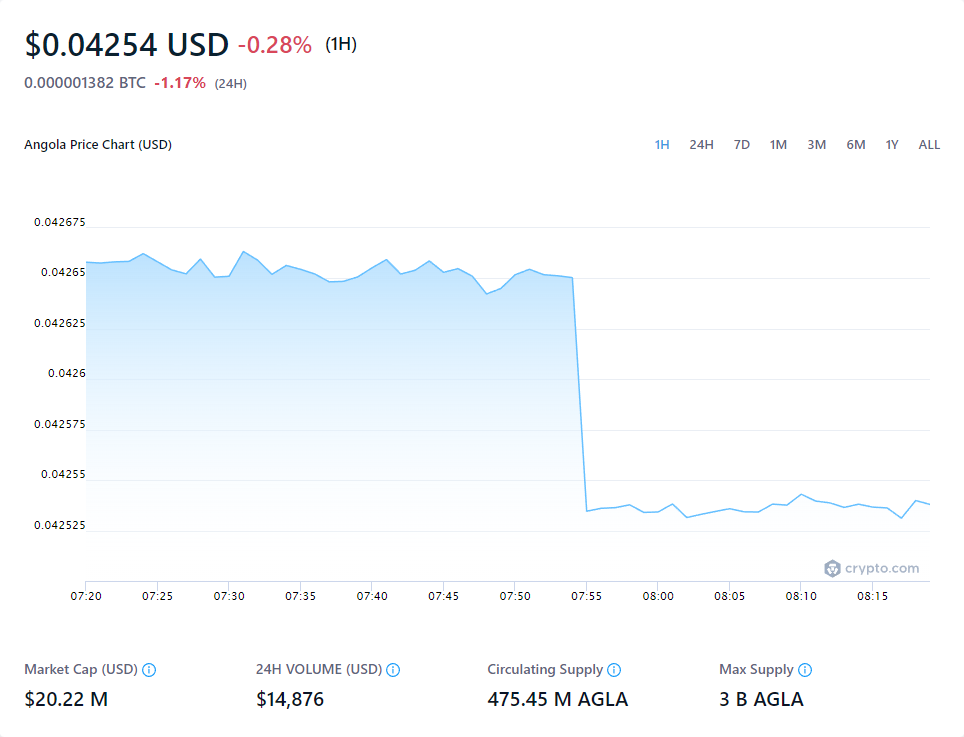 $0.04254 USD -0.28% (1H)
0.000001382 BTC -1.17% (24H)
Angola Price Chart (USD) 1H 24H 7D 1M 3M 6M 1Y ALL
0.042675
0.04265
0.042625
0.0426
0.042575
0.04255
0.042525
crypto.com
07:20 07:25 07:30 07:35 07:40 07:45 07:50 07:55 08:00 08:05 08:10 08:15
Market Cap (USD) 24H VOLUME (USD) Circulating Supply Max Supply
$20.22 M $14,876 475.45 M AGLA 3 B AGLA